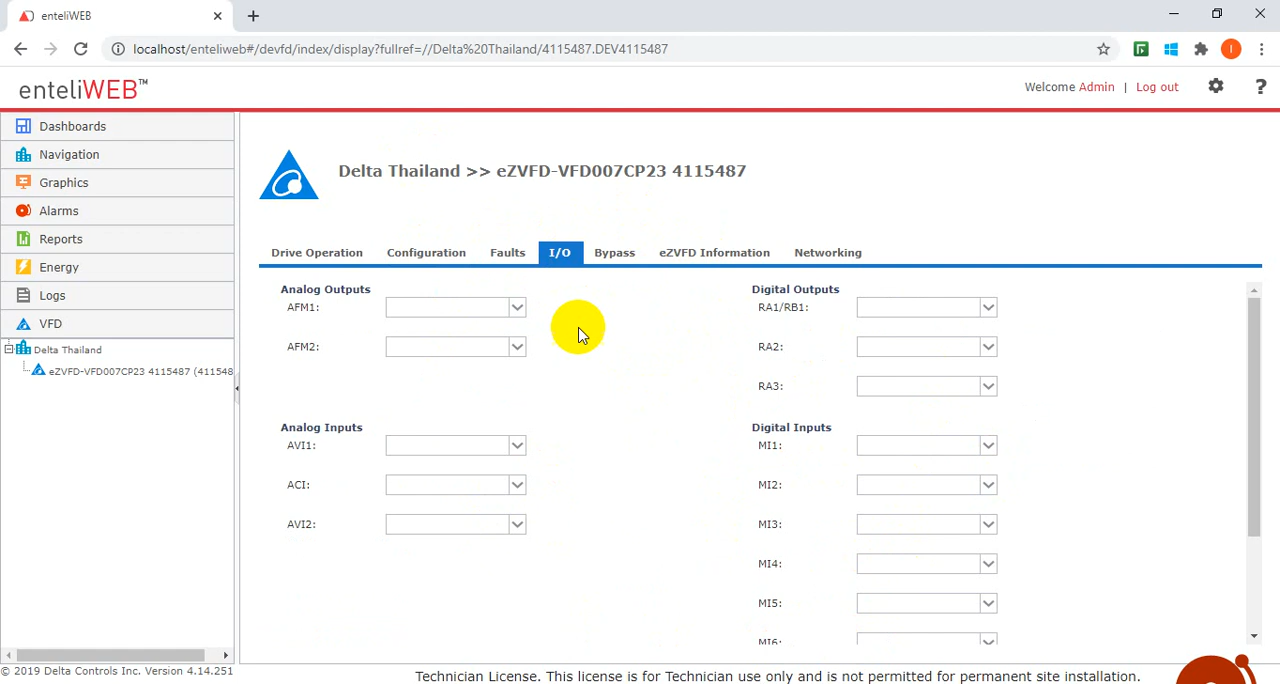 enteliWEB
localhost/enteliweb#/devfd/index/display?fullref=//Delta%20Thailand/4115487.DEV4115487
I
enteliWEB™
Welcome Admin | Log out
?
Dashboards
Navigation
Graphics
Alarms
Reports
Energy
Logs
VFD
Delta Thailand
eZVFD-VFD007CP23 4115487 (411548
© 2019 Delta Controls Inc. Version 4.14.251
Delta Thailand >> eZVFD-VFD007CP23 4115487
Drive Operation Configuration Faults I/O Bypass eZVFD Information Networking
Analog Outputs
AFM1:
AFM2:
Analog Inputs
AVI1:
ACI:
AVI2:
Digital Outputs
RA1/RB1:
RA2:
RA3:
Digital Inputs
MI1:
MI2:
MI3:
MI4:
MI5:
MI6:
Technician License. This license is for Technician use only and is not permitted for permanent site installation.